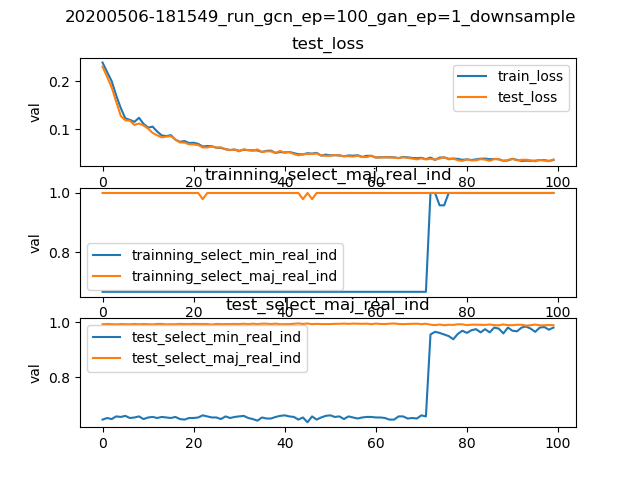 20200506-181549_run_gcn_ep=100_gan_ep=1_downsample
test_loss
val
0.2
0.1
train_loss
test_loss
0 20 40 60 80 100
trainning_select_maj_real_ind
val
1.0
0.8
trainning_select_min_real_ind
trainning_select_maj_real_ind
0 20 40 60 80 100
test_select_maj_real_ind
val
1.0
0.8
test_select_min_real_ind
test_select_maj_real_ind
0 20 40 60 80 100